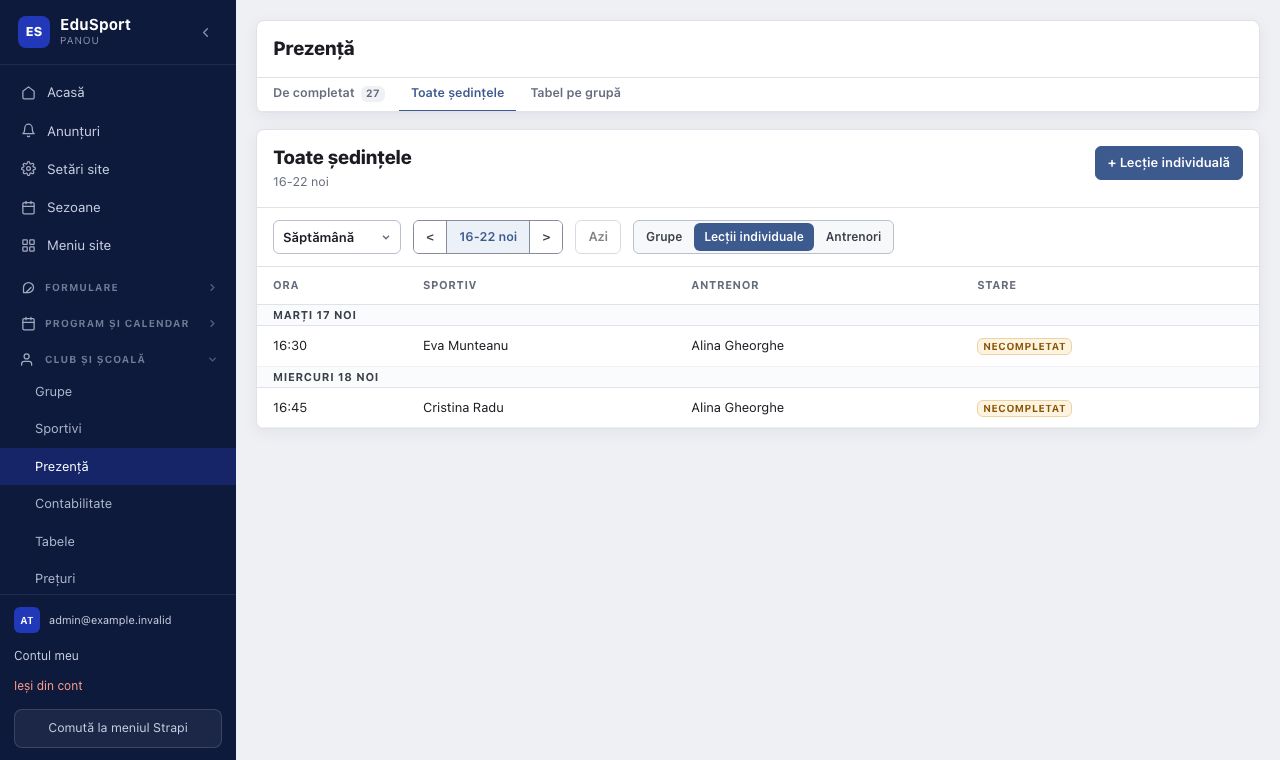 ES
EduSport
PANOU
Acasă
Anunțuri
Setări site
Sezoane
Meniu site
FORMULARE
PROGRAM ȘI CALENDAR
CLUB ȘI ȘCOALĂ
Grupe
Sportivi
Prezență
Contabilitate
Tabele
Prețuri
AT admin@example.invalid
Contul meu
Ieși din cont
Comută la meniul Strapi
Prezență
De completat 27 Toate ședințele Tabel pe grupă
Toate ședințele
16-22 noi
+ Lecție individuală
Săptămână < 16-22 noi > Azi Grupe Lecții individuale Antrenori
ORA SPORTIV ANTRENOR STARE
MARȚI 17 NOI
16:30 Eva Munteanu Alina Gheorghe NECOMPLETAT
MIERCURI 18 NOI
16:45 Cristina Radu Alina Gheorghe NECOMPLETAT